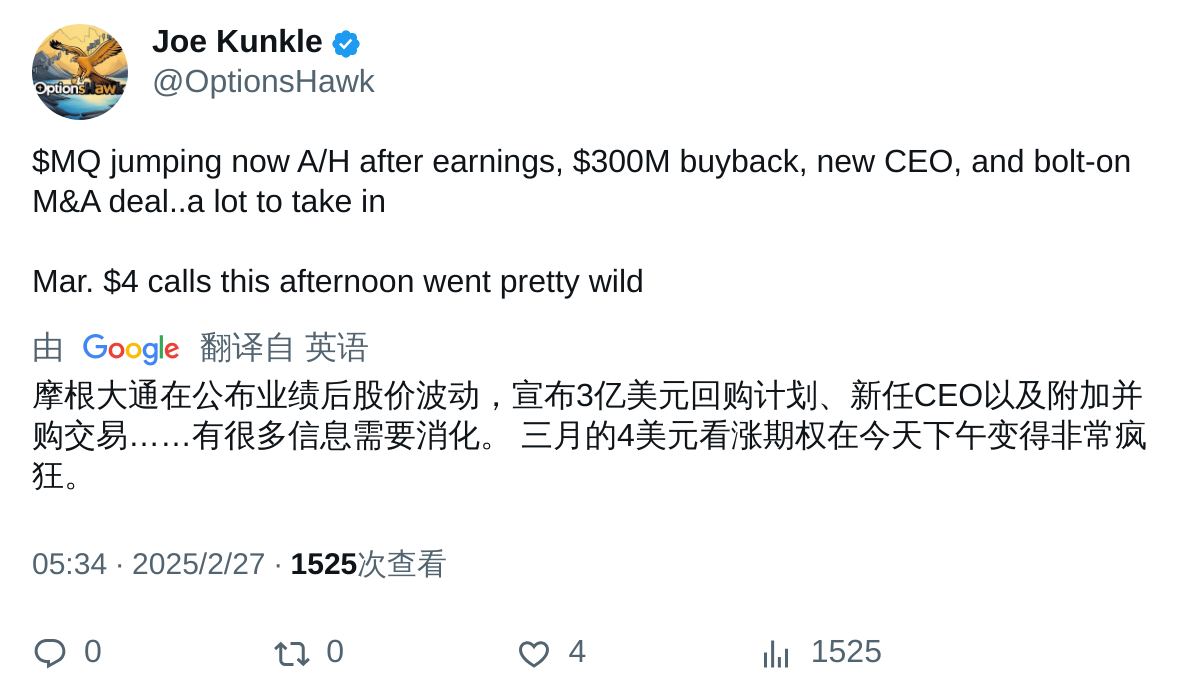 Joe Kunkle
@OptionsHawk
$MQ jumping now A/H after earnings, $300M buyback, new CEO, and bolt-on
M&A deal..a lot to take in
Mar. $4 calls this afternoon went pretty wild
由 Google 翻译自 英语
摩根大通在公布业绩后股价波动，宣布3亿美元回购计划、新任CEO以及附加并
购交易……有很多信息需要消化。 三月的4美元看涨期权在今天下午变得非常疯
狂。
05:34 · 2025/2/27 · 1525次查看
0 0 4 1525